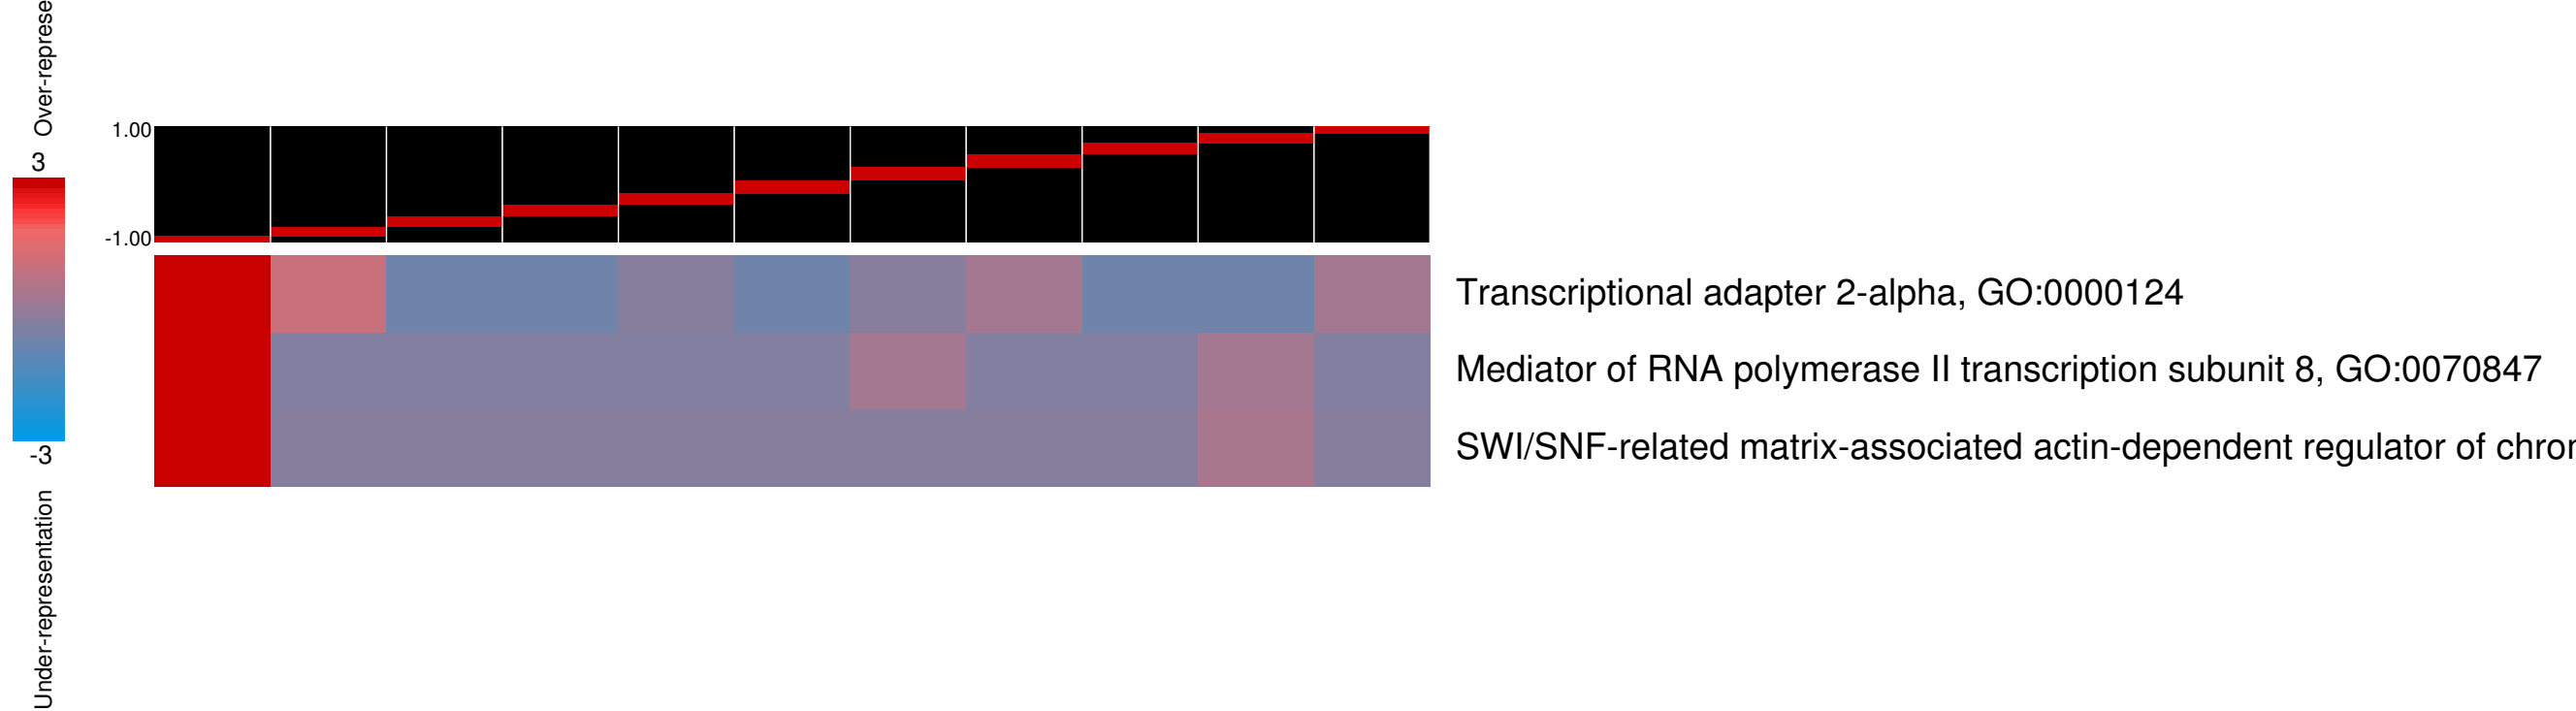 Over-represe
3
-3
Under-representation
1.00
-1.00
Transcriptional adapter 2-alpha, GO:0000124
Mediator of RNA polymerase II transcription subunit 8, GO:0070847
SWI/SNF-related matrix-associated actin-dependent regulator of chror